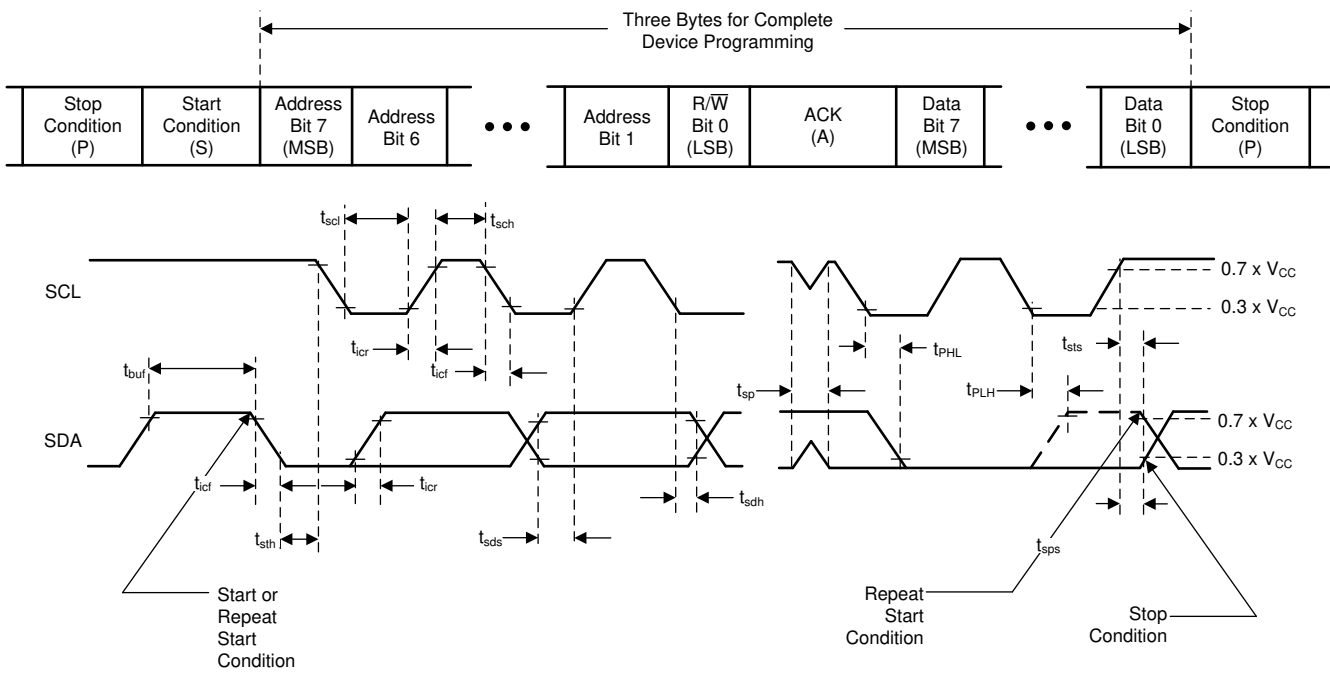 Three Bytes for Complete
Device Programming
Stop
Condition
(P)
Start
Condition
(S)
Address
Bit 7
(MSB)
Address
Bit 6
•••
Address
Bit 1
R/W̅
Bit 0
(LSB)
ACK
(A)
Data
Bit 7
(MSB)
•••
Data
Bit 0
(LSB)
Stop
Condition
(P)
tscl
tsch
SCL
0.7 x VCC
0.3 x VCC
ticr
ticf
tPHL
tsts
tbuf
tsp
tPLH
SDA
0.7 x VCC
0.3 x VCC
ticf
ticr
tsdh
tsth
tsds
tsps
Start or
Repeat
Start
Condition
Repeat
Start
Condition
Stop
Condition